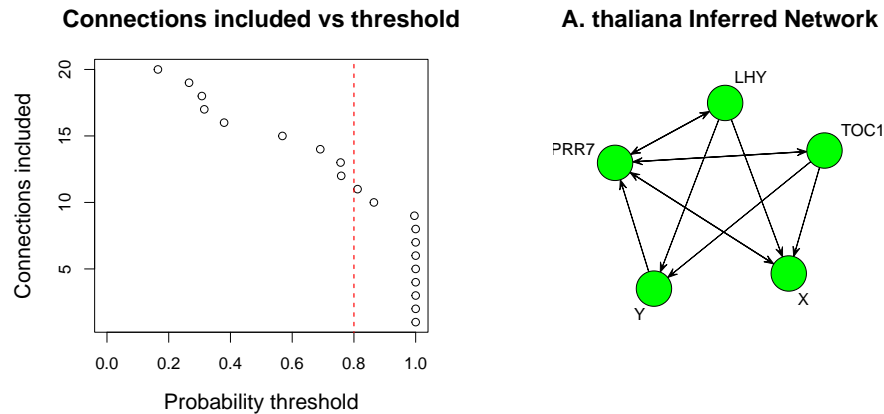 Connections included vs threshold
A. thaliana Inferred Network
Connections included
20
15
10
5
0.0 0.2 0.4 0.6 0.8 1.0
Probability threshold
LHY
TOC1
PRR7
Y
X